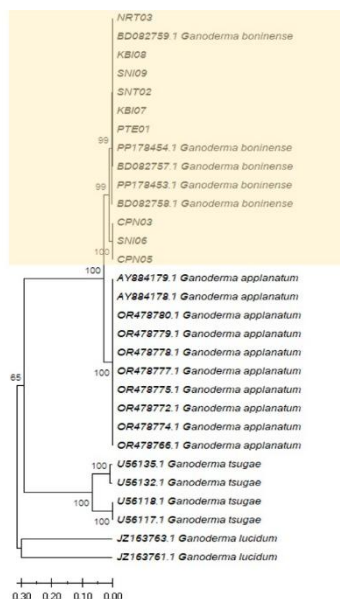 NRT03
BD082759.1 Ganoderma boninense
KBI08
SNI09
SNT02
KBI07
PTE01
99
PP178454.1 Ganoderma boninense
BD082757.1 Ganoderma boninense
99
PP178453.1 Ganoderma boninense
BD082758.1 Ganoderma boninense
CPN03
SNI06
100
CPN05
100
AY884179.1 Ganoderma applanatum
AY884178.1 Ganoderma applanatum
OR478780.1 Ganoderma applanatum
OR478779.1 Ganoderma applanatum
OR478778.1 Ganoderma applanatum
100
OR478777.1 Ganoderma applanatum
65
OR478775.1 Ganoderma applanatum
OR478772.1 Ganoderma applanatum
OR478774.1 Ganoderma applanatum
OR478766.1 Ganoderma applanatum
100
U56135.1 Ganoderma tsugae
U56132.1 Ganoderma tsugae
100
U56118.1 Ganoderma tsugae
100
U56117.1 Ganoderma tsugae
JZ163763.1 Ganoderma lucidum
JZ163761.1 Ganoderma lucidum
0.30 0.20 0.10 0.00